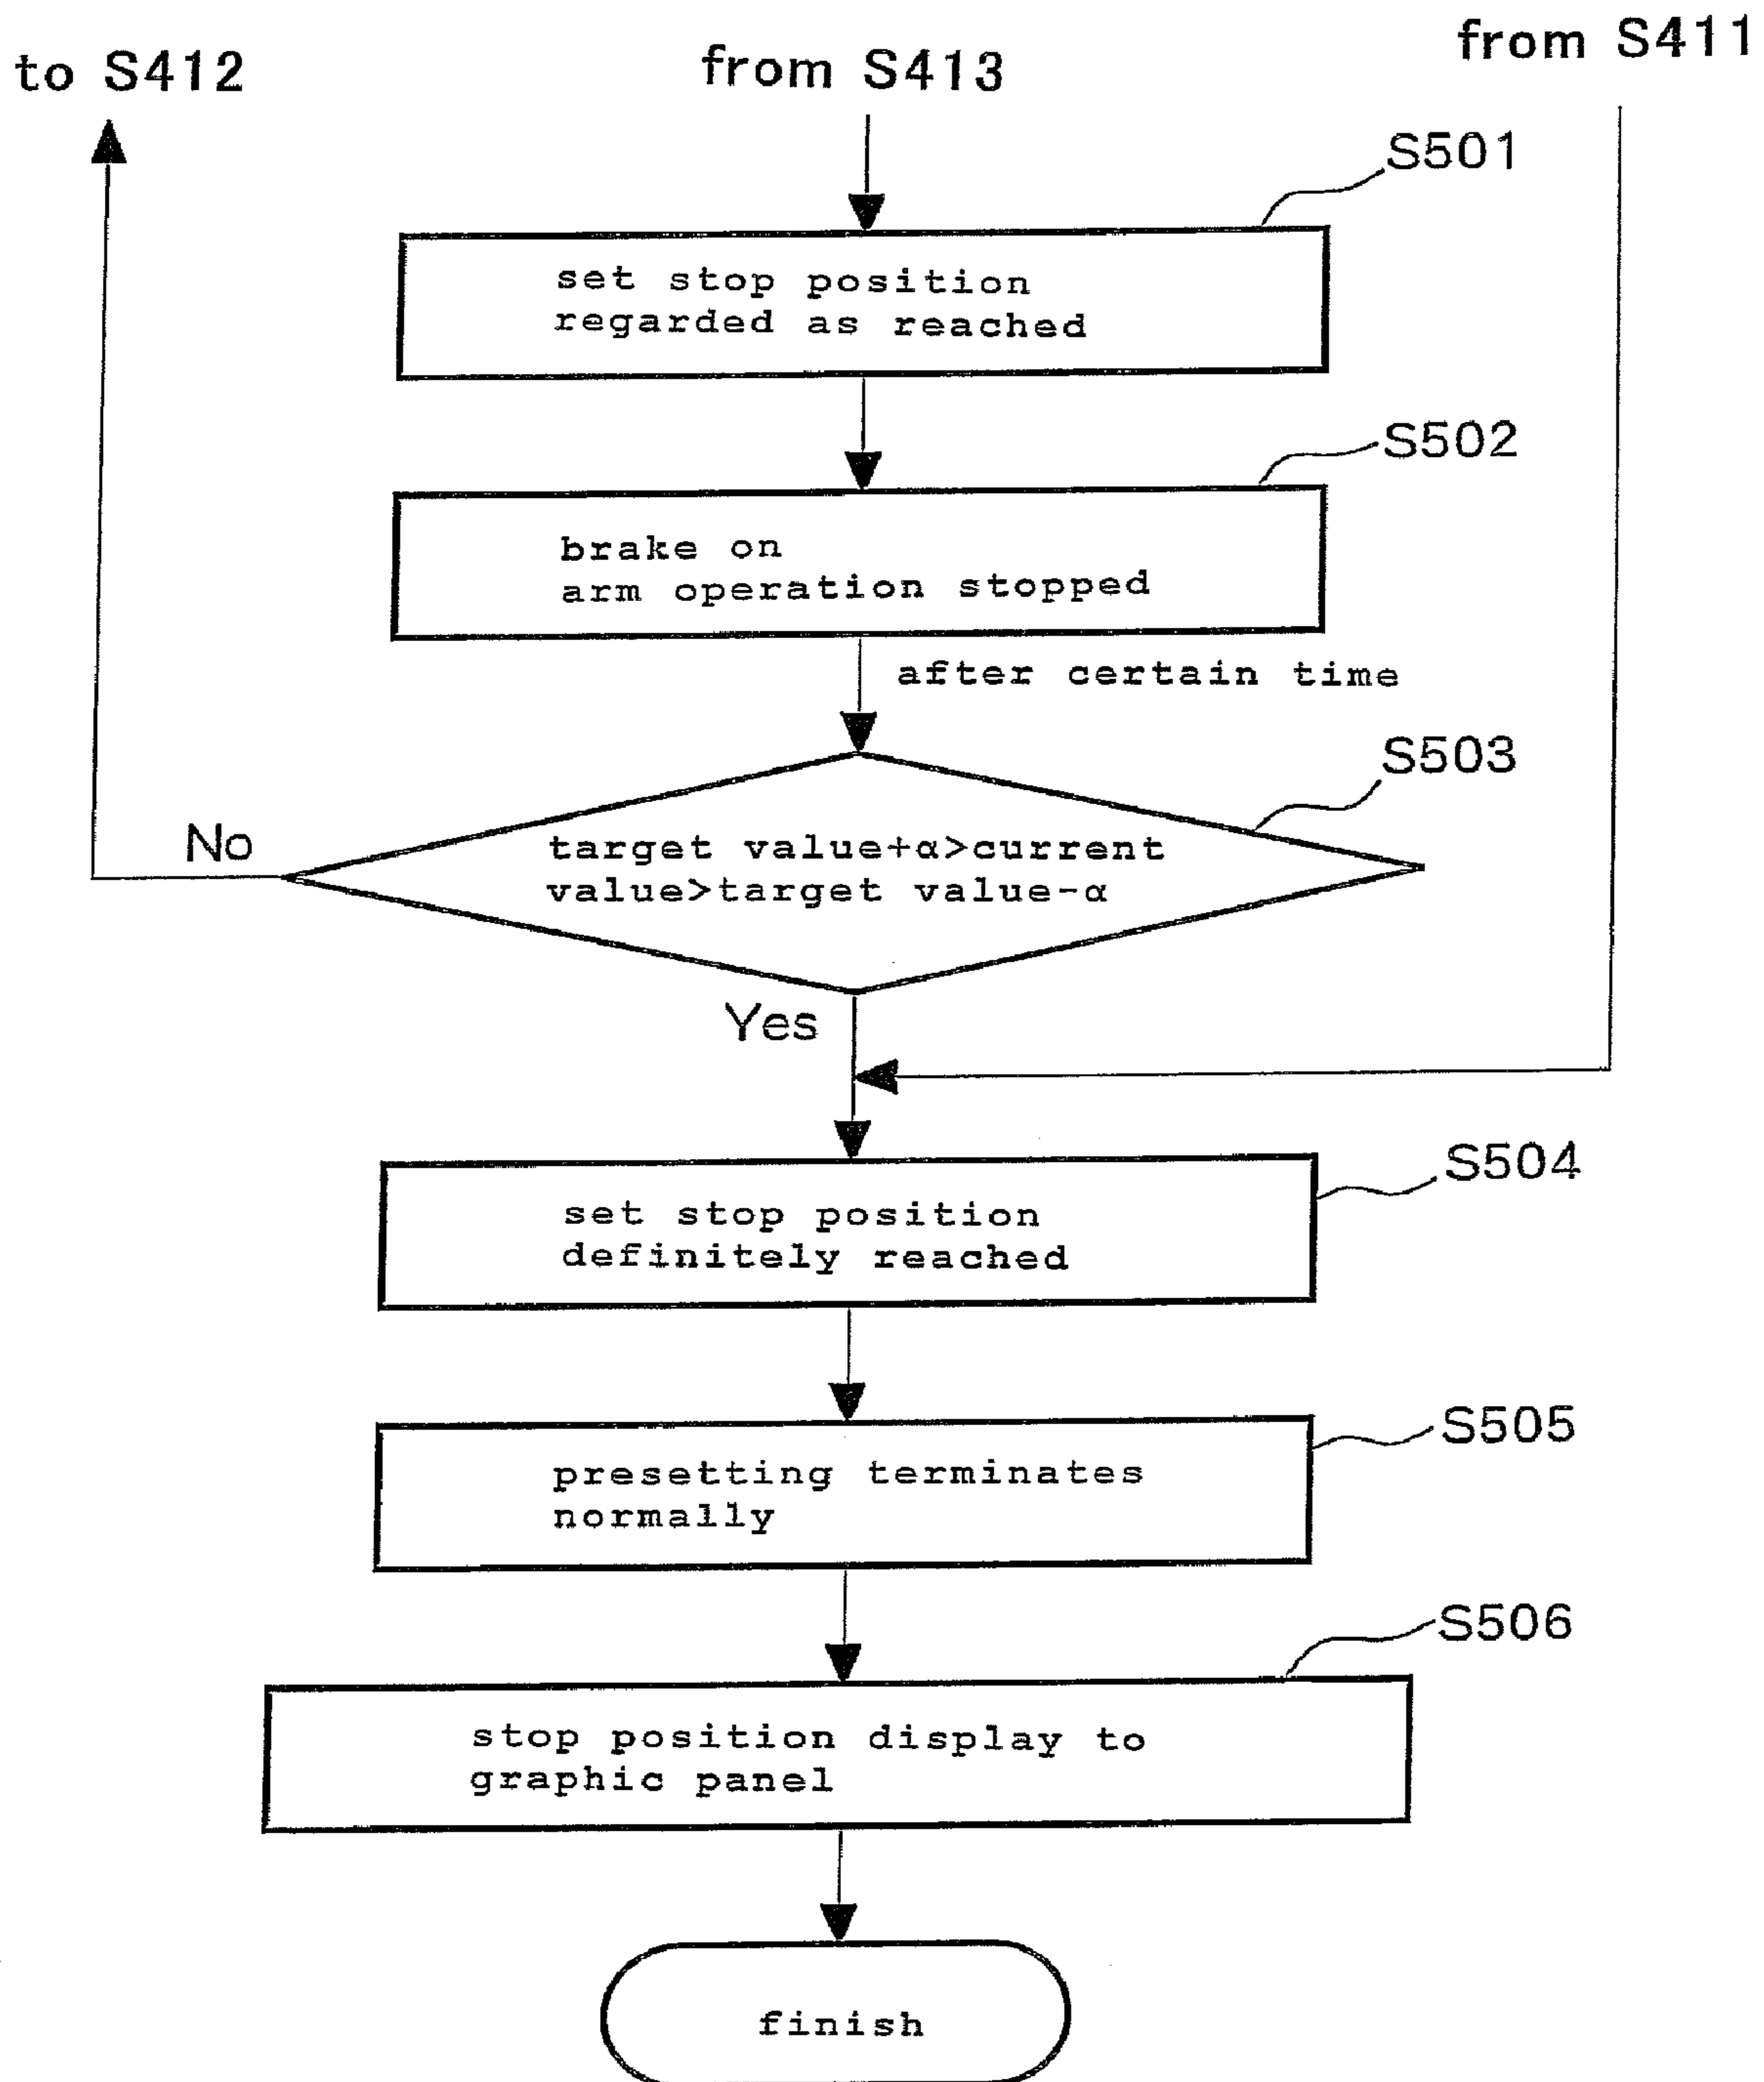 to S412
from S413
from S411
S501
set stop position
regarded as reached
S502
brake on
arm operation stopped
after certain time
S503
No
target value+α>current
value>target value-α
Yes
S504
set stop position
definitely reached
S505
presetting terminates
normally
S506
stop position display to
graphic panel
finish